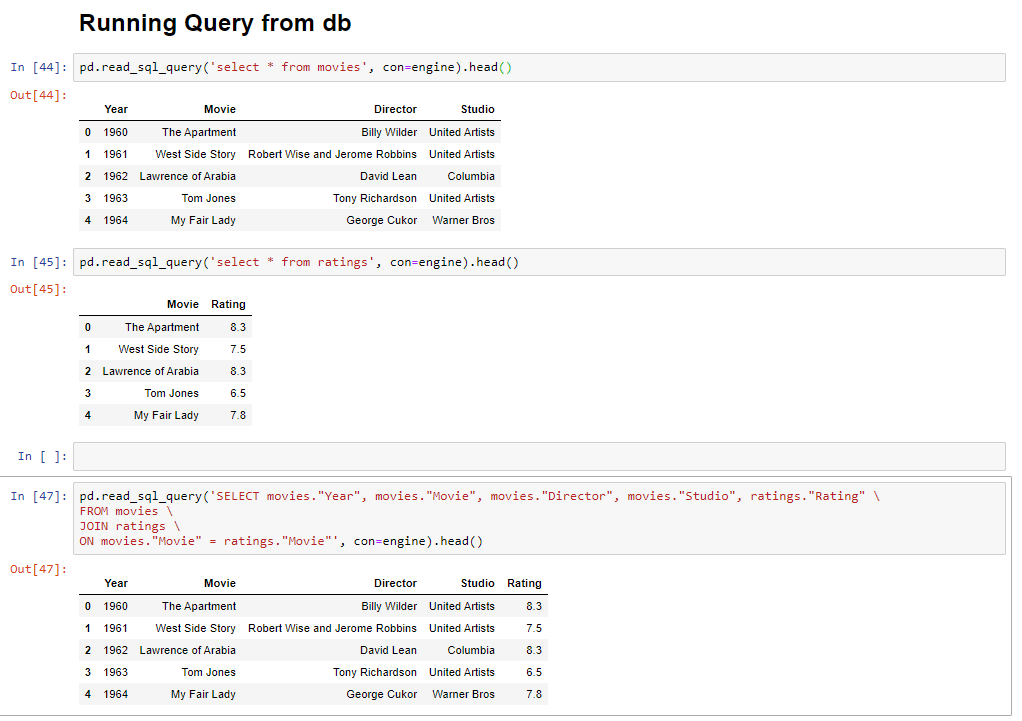 Running Query from db
In [44]: pd.read_sql_query('select * from movies', con=engine).head()
Out[44]:
Year Movie Director Studio
0 1960 The Apartment Billy Wilder United Artists
1 1961 West Side Story Robert Wise and Jerome Robbins United Artists
2 1962 Lawrence of Arabia David Lean Columbia
3 1963 Tom Jones Tony Richardson United Artists
4 1964 My Fair Lady George Cukor Warner Bros
In [45]: pd.read_sql_query('select * from ratings', con=engine).head()
Out[45]:
Movie Rating
0 The Apartment 8.3
1 West Side Story 7.5
2 Lawrence of Arabia 8.3
3 Tom Jones 6.5
4 My Fair Lady 7.8
In [ ]:
In [47]: pd.read_sql_query('SELECT movies."Year", movies."Movie", movies."Director", movies."Studio", ratings."Rating" \
FROM movies \
JOIN ratings \
ON movies."Movie" = ratings."Movie"', con=engine).head()
Out[47]:
Year Movie Director Studio Rating
0 1960 The Apartment Billy Wilder United Artists 8.3
1 1961 West Side Story Robert Wise and Jerome Robbins United Artists 7.5
2 1962 Lawrence of Arabia David Lean Columbia 8.3
3 1963 Tom Jones Tony Richardson United Artists 6.5
4 1964 My Fair Lady George Cukor Warner Bros 7.8